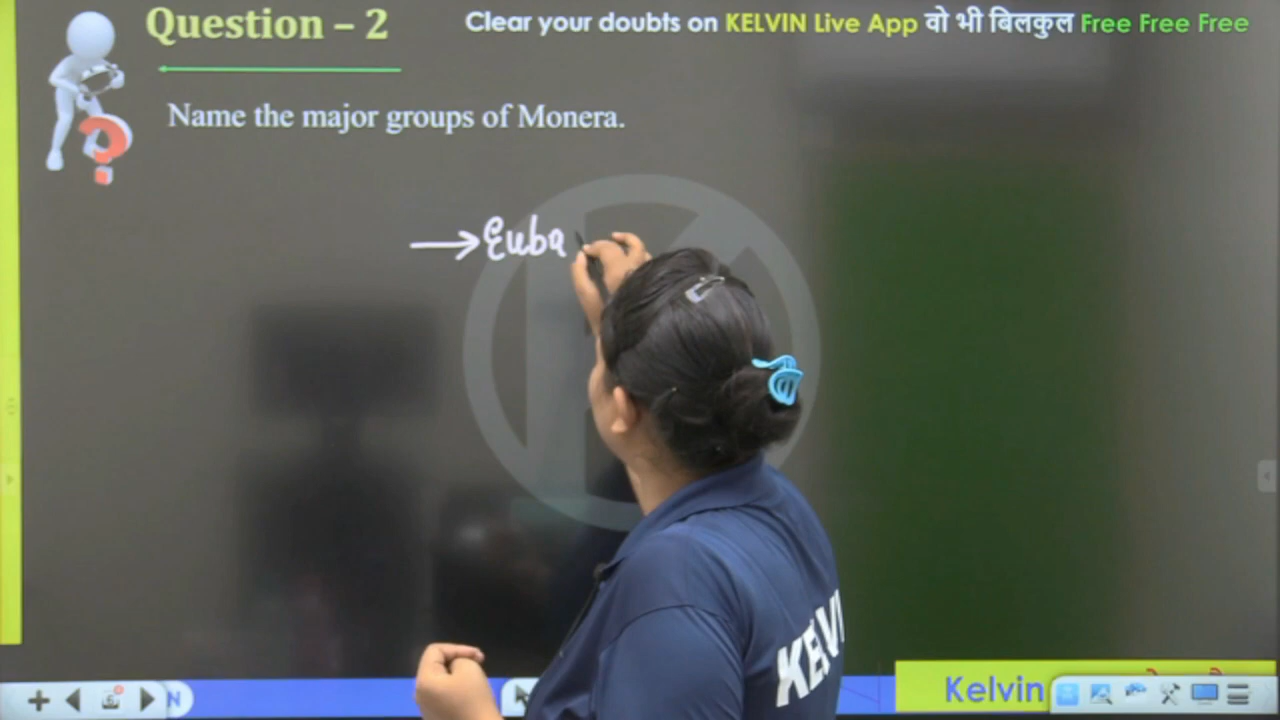 Question – 2
Clear your doubts on KELVIN Live App वो भी बिलकुल Free Free Free
Name the major groups of Monera.
→ Euba
KELVI
N
Kelvin